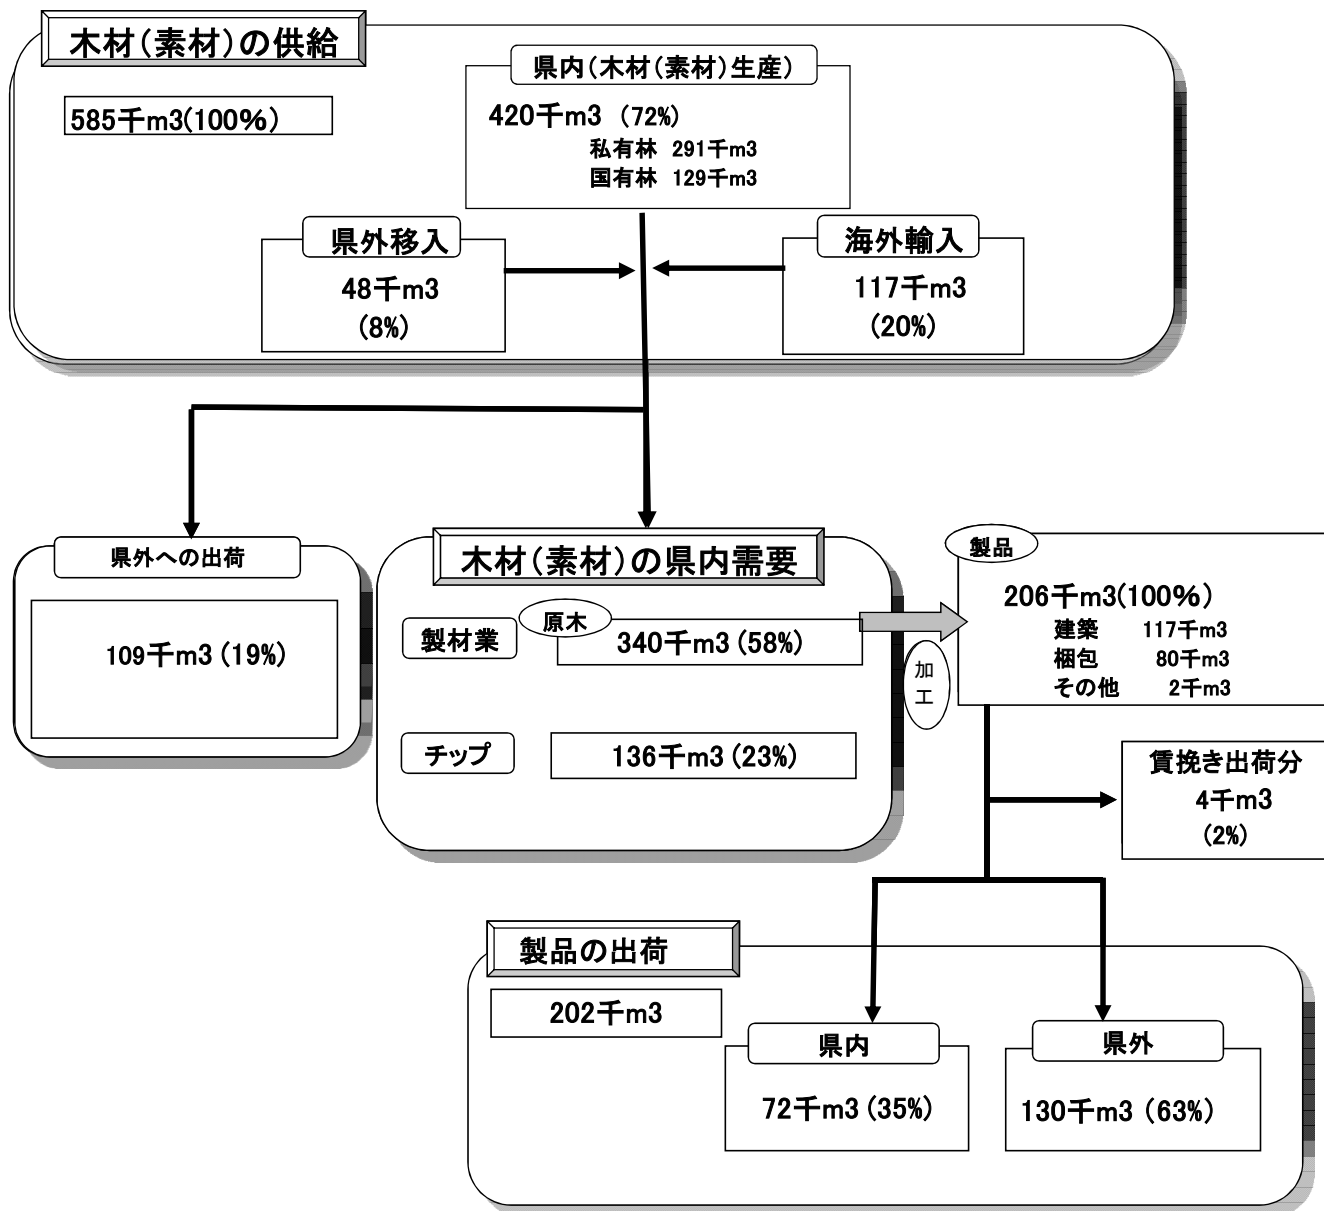 木材(素材)の供給
585千m3(100%)
県内(木材(素材)生産)
420千m3 (72%)
私有林 291千m3
国有林 129千m3
県外移入
48千m3
(8%)
海外輸入
117千m3
(20%)
県外への出荷
109千m3 (19%)
木材(素材)の県内需要
製材業
原木
340千m3 (58%)
チップ
136千m3 (23%)
加
工
製品
206千m3(100%)
建築 117千m3
梱包 80千m3
その他 2千m3
賃挽き出荷分
4千m3
(2%)
製品の出荷
202千m3
県内
72千m3 (35%)
県外
130千m3 (63%)